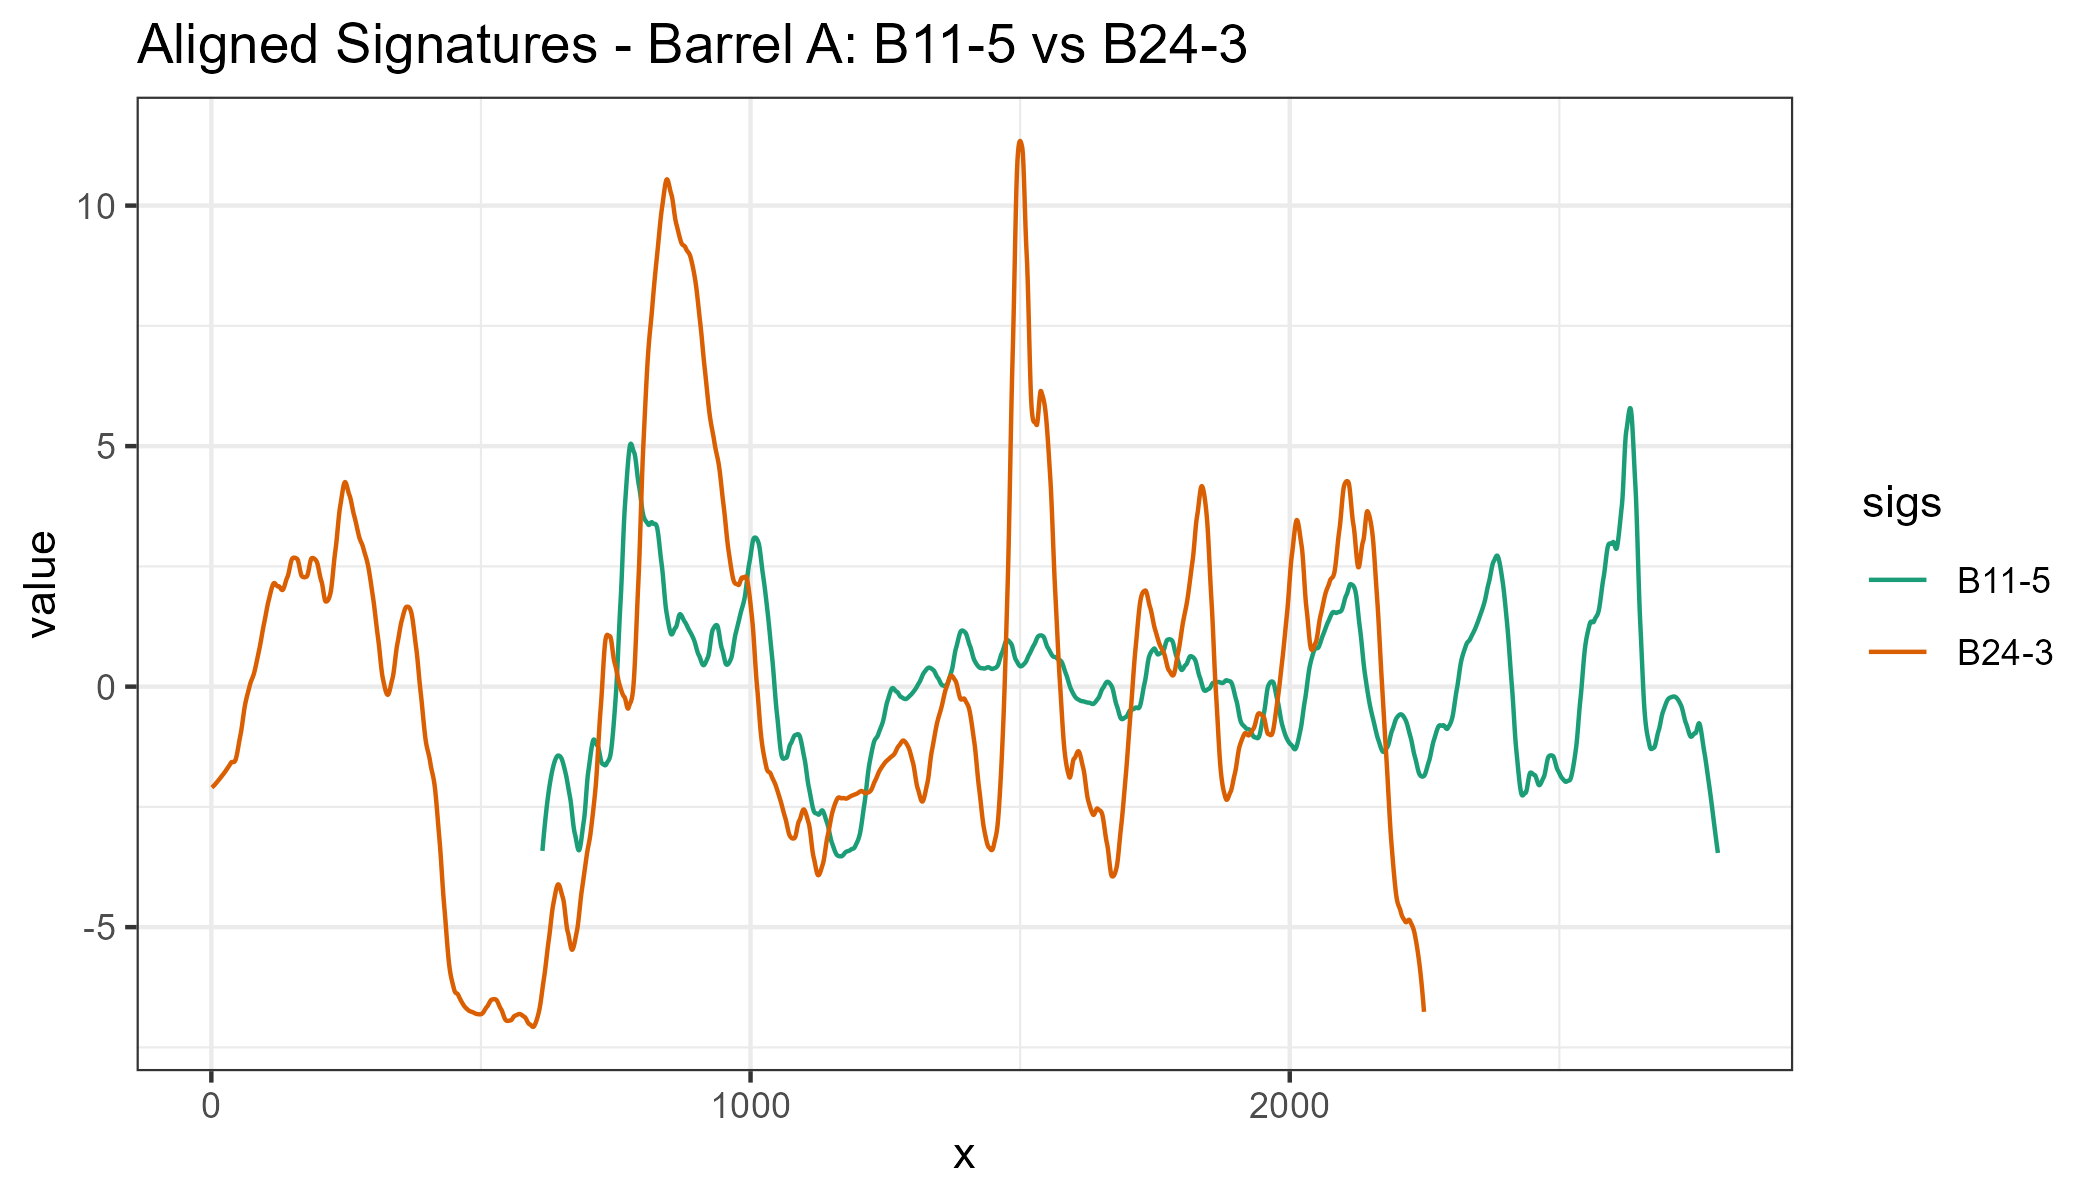 Aligned Signatures - Barrel A: B11-5 vs B24-3
10
5
0
-5
value
0 1000 2000
x
sigs
B11-5
B24-3